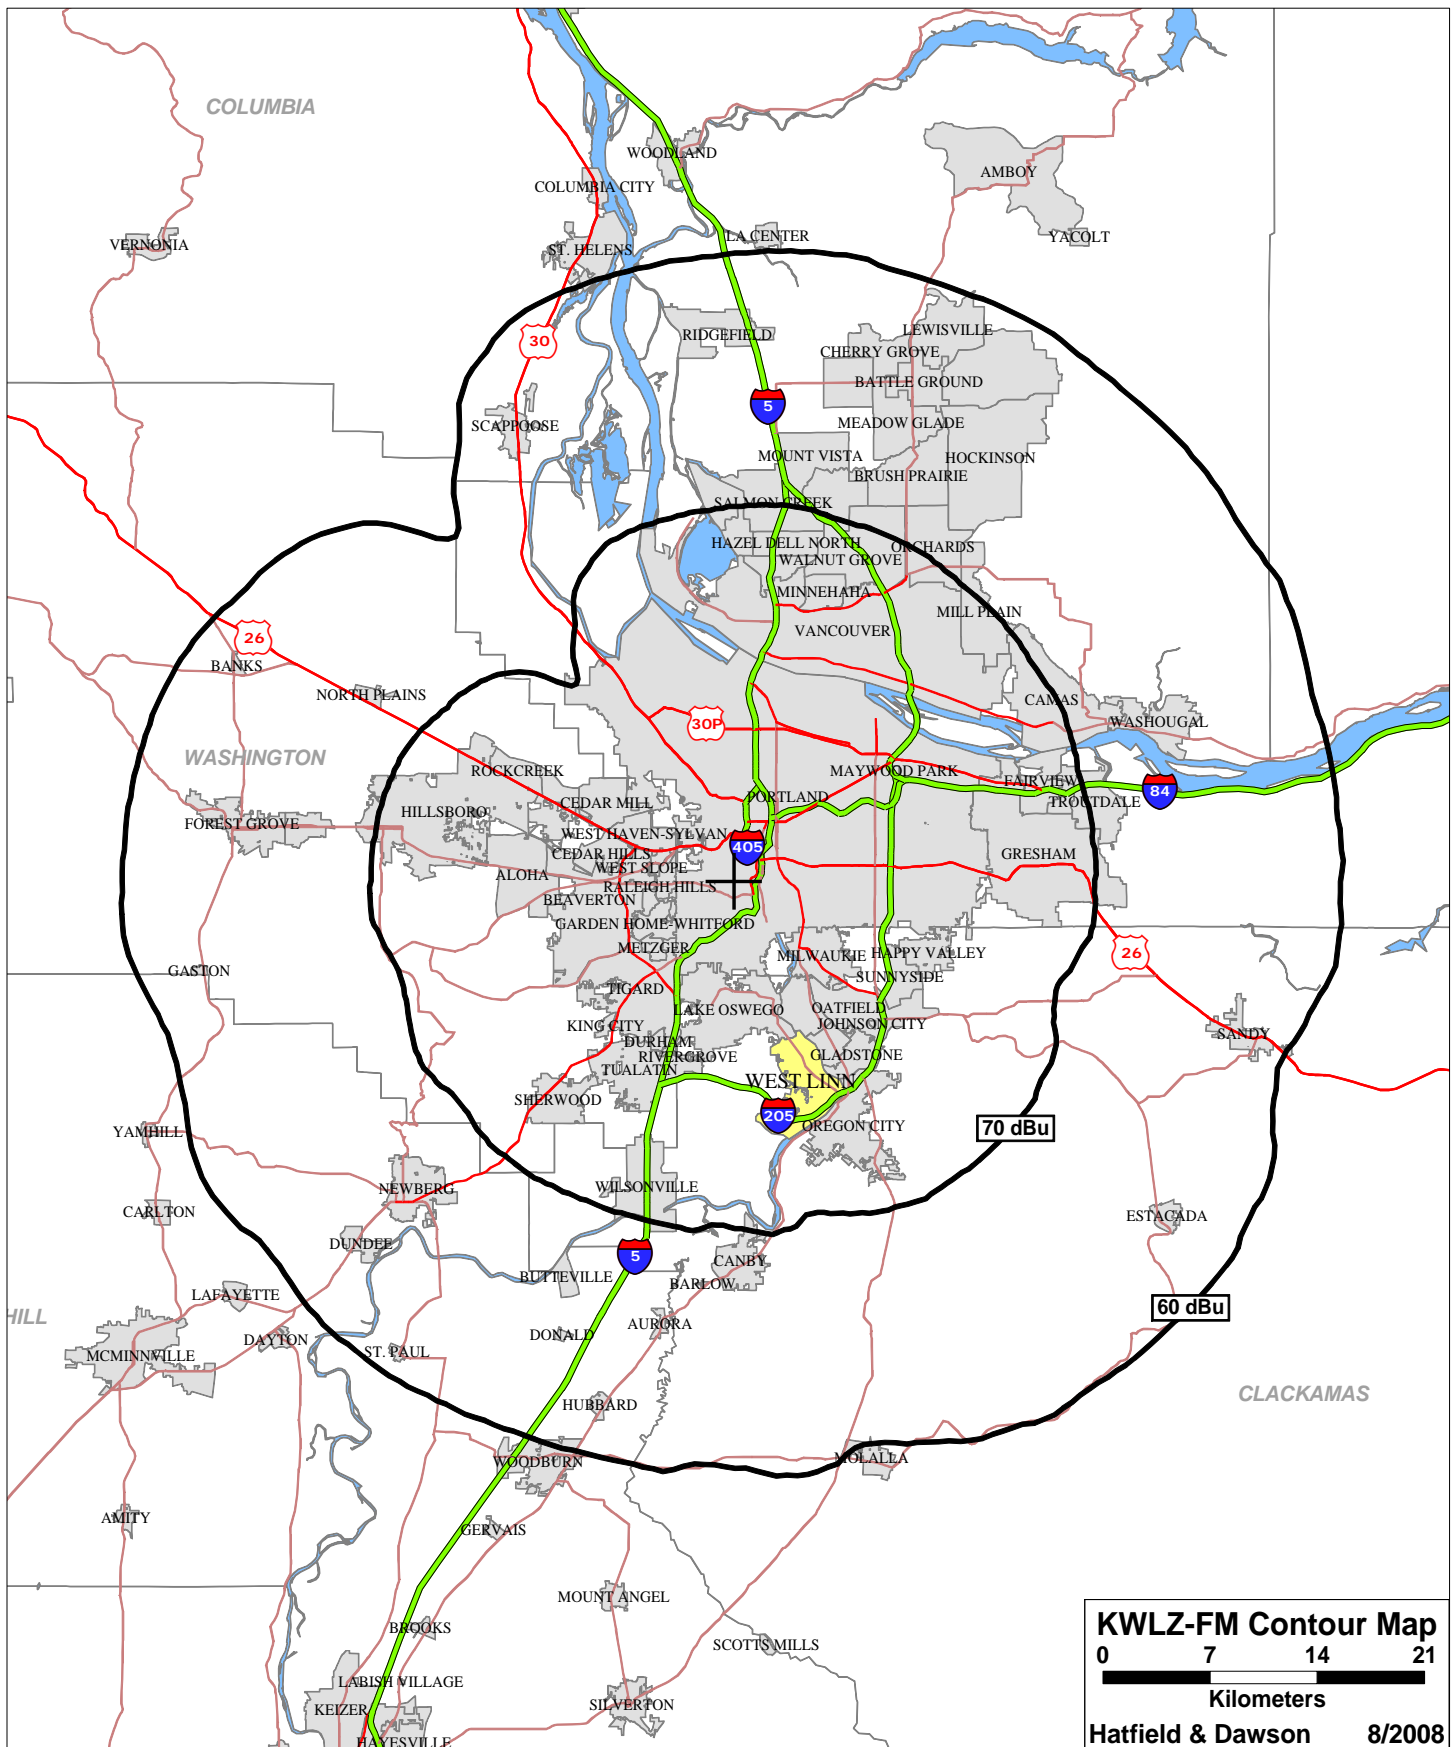 COLUMBIA
WOODLAND
COLUMBIA CITY
AMBOY
VERNONIA
ST. HELENS
LA CENTER
YACOLT
30
RIDGEFIELD
LEWISVILLE
CHERRY GROVE
BATTLE GROUND
5
SCAPPOOSE
MEADOW GLADE
MOUNT VISTA
HOCKINSON
BRUSH PRAIRIE
SALMON CREEK
HAZEL DELL NORTH
ORCHARDS
WALNUT GROVE
MINNEHAHA
MILL PLAIN
VANCOUVER
26
BANKS
NORTH PLAINS
CAMAS
WASHOUGAL
30P
WASHINGTON
ROCKCREEK
MAYWOOD PARK
FAIRVIEW
84
TROUTDALE
CEDAR MILL
PORTLAND
HILLSBORO
FOREST GROVE
WEST HAVEN-SYLVAN
405
CEDAR HILLS
GRESHAM
WEST SLOPE
ALOHA
RALEIGH HILLS
BEAVERTON
GARDEN HOME-WHITFORD
METZGER
MILWAUKIE
HAPPY VALLEY
26
GASTON
SUNNYSIDE
TIGARD
LAKE OSWEGO
OATFIELD
KING CITY
JOHNSON CITY
SANDY
DURHAM
RIVERGROVE
GLADSTONE
TUALATIN
WEST LINN
SHERWOOD
205
OREGON CITY
70 dBu
YAMHILL
NEWBERG
WILSONVILLE
CARLTON
ESTACADA
DUNDEE
5
CANBY
BUTTEVILLE
BARLOW
LAFAYETTE
60 dBu
HILL
AURORA
DONALD
DAYTON
MCMINNVILLE
ST. PAUL
CLACKAMAS
HUBBARD
WOODBURN
MOLALLA
AMITY
GERVAIS
MOUNT ANGEL
BROOKS
SCOTTS MILLS
LABISH VILLAGE
KEIZER
SILVERTON
HAYESVILLE
KWLZ-FM Contour Map
0 7 14 21
Kilometers
Hatfield & Dawson 8/2008